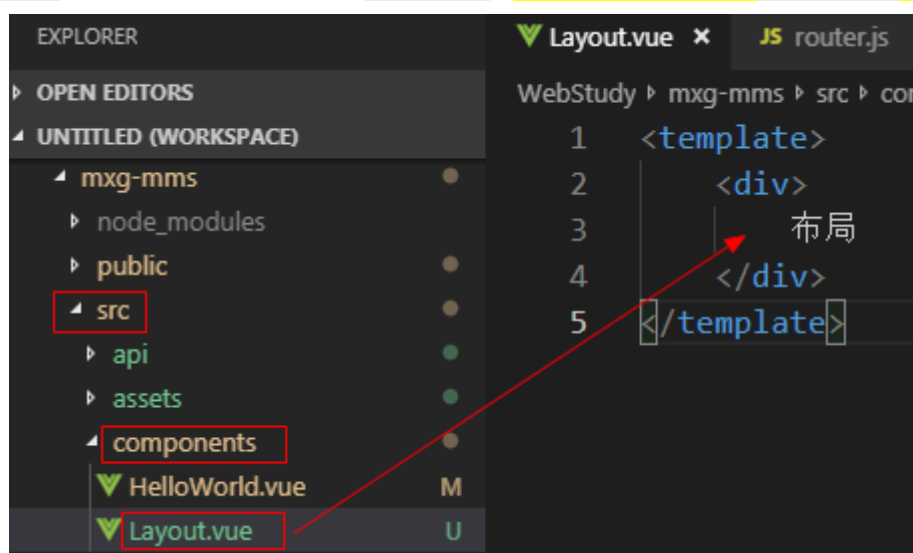 EXPLORER
OPEN EDITORS
UNTITLED (WORKSPACE)
mxg-mms
node_modules
public
src
api
assets
components
HelloWorld.vue M
Layout.vue U
Layout.vue × JS router.js
WebStudy mxg-mms src
1 <template>
2 <div>
3 布局
4 </div>
5 </template>